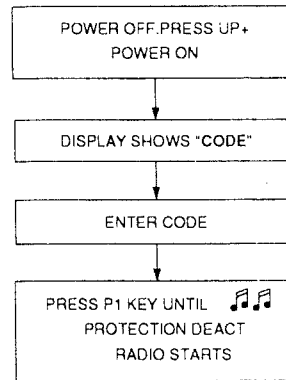 POWER OFF.PRESS UP+
POWER ON
DISPLAY SHOWS "CODE"
ENTER CODE
PRESS P1 KEY UNTIL ♫♫
PROTECTION DEACT
RADIO STARTS